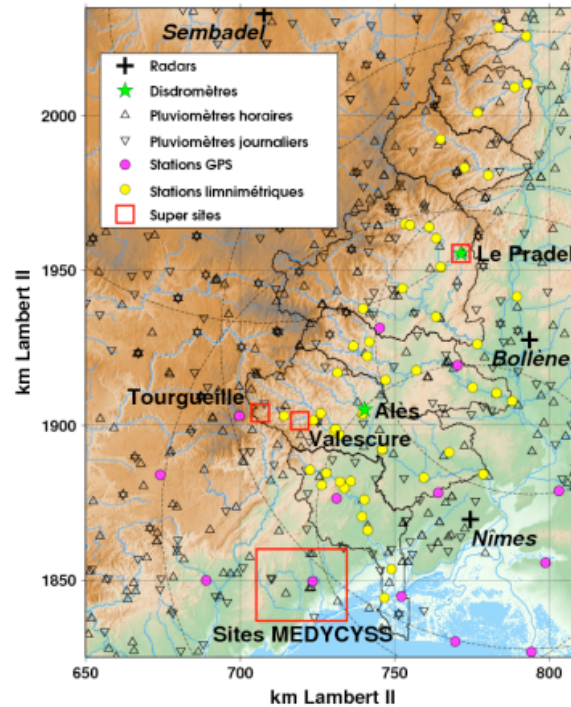 Sembadel
Radars
Disdromètres
Pluviomètres horaires
Pluviomètres journaliers
Stations GPS
Stations limnimétriques
Super sites
2000
Le Pradel
1950
Bollène
Tourgueille
Alès
1900
Valescure
Nimes
1850
Sites MEDYCYSS
650
700
750
800
km Lambert II
km Lambert II